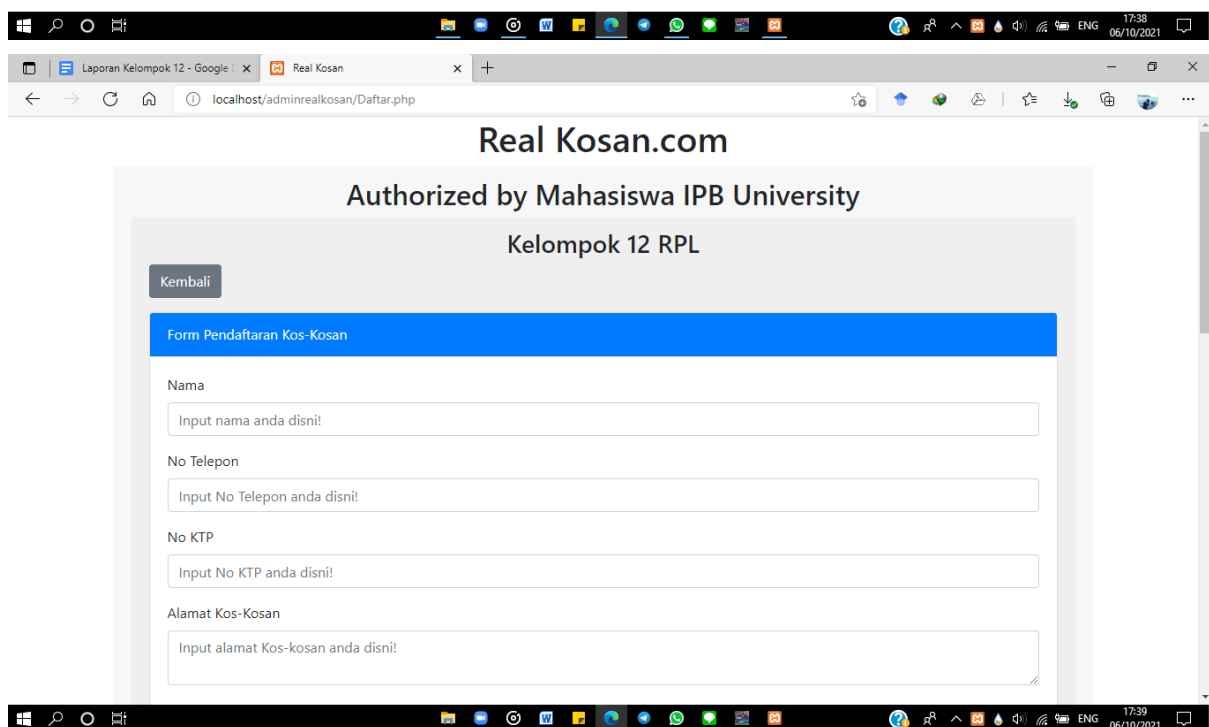 ENG
17:38
06/10/2021
Laporan Kelompok 12 - Google
Real Kosan
localhost/adminrealkosan/Daftar.php
Real Kosan.com
Authorized by Mahasiswa IPB University
Kelompok 12 RPL
Kembali
Form Pendaftaran Kos-Kosan
Nama
Input nama anda disni!
No Telepon
Input No Telepon anda disni!
No KTP
Input No KTP anda disni!
Alamat Kos-Kosan
Input alamat Kos-kosan anda disni!
ENG
17:39
06/10/2021